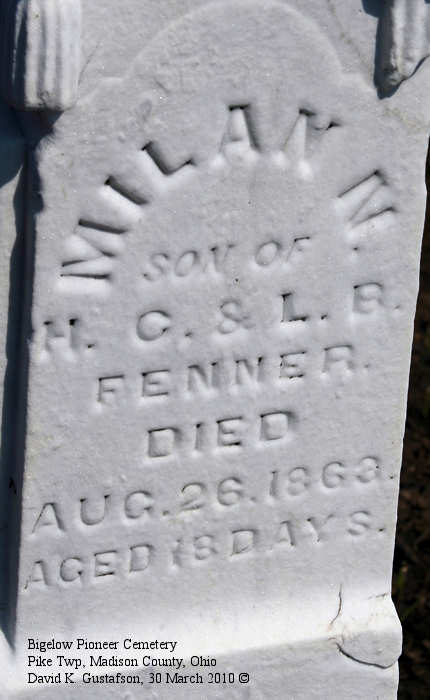 MILAN N.
SON OF
H. C. & L. B.
FENNER.
DIED
AUG. 26. 1863.
AGED 18 DAYS.
Bigelow Pioneer Cemetery
Pike Twp, Madison County, Ohio
David K. Gustafson, 30 March 2010 ©